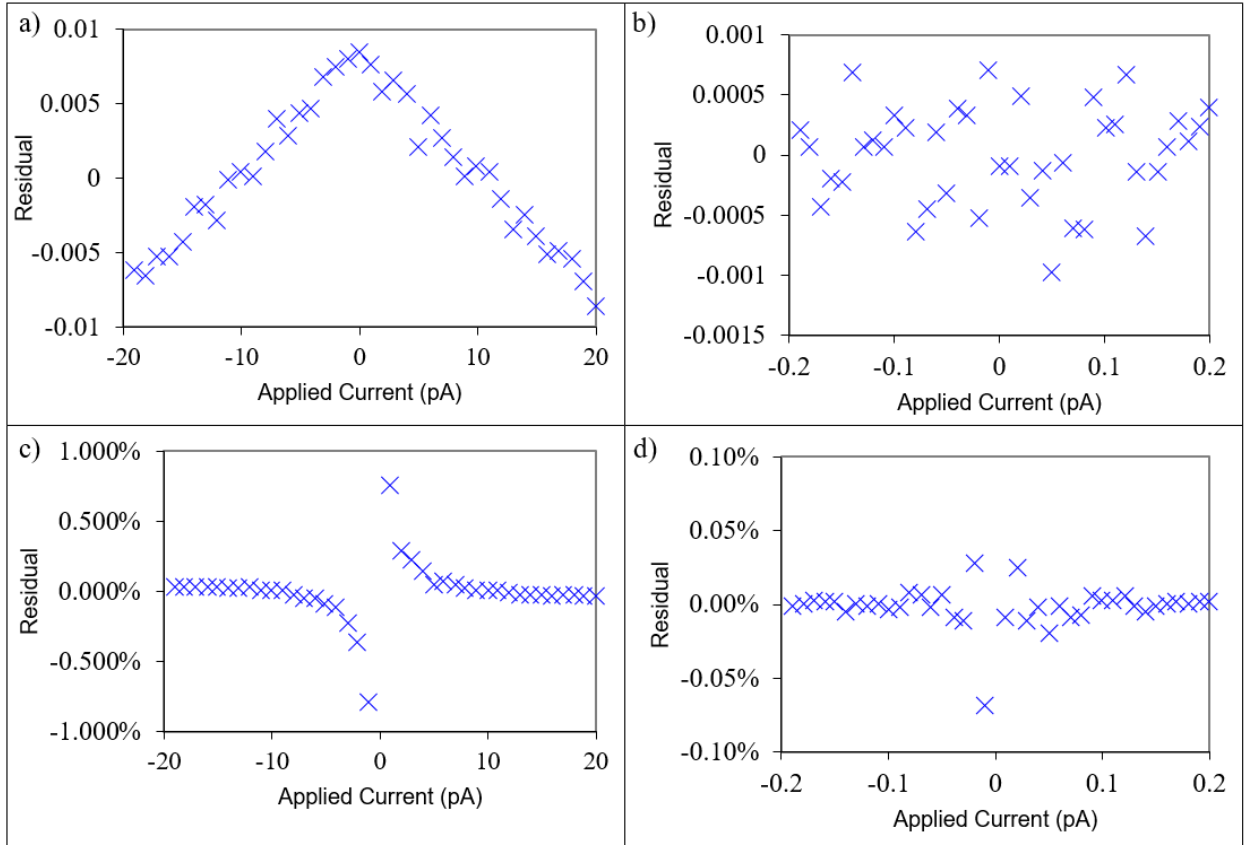 a)
0.01
0.005
0
-0.005
-0.01
Residual
-20 -10 0 10 20
Applied Current (pA)
b)
0.001
0.0005
0
-0.0005
-0.001
-0.0015
Residual
-0.2 -0.1 0 0.1 0.2
Applied Current (pA)
c)
1.000%
0.500%
0.000%
-0.500%
-1.000%
Residual
-20 -10 0 10 20
Applied Current (pA)
d)
0.10%
0.05%
0.00%
-0.05%
-0.10%
Residual
-0.2 -0.1 0 0.1 0.2
Applied Current (pA)